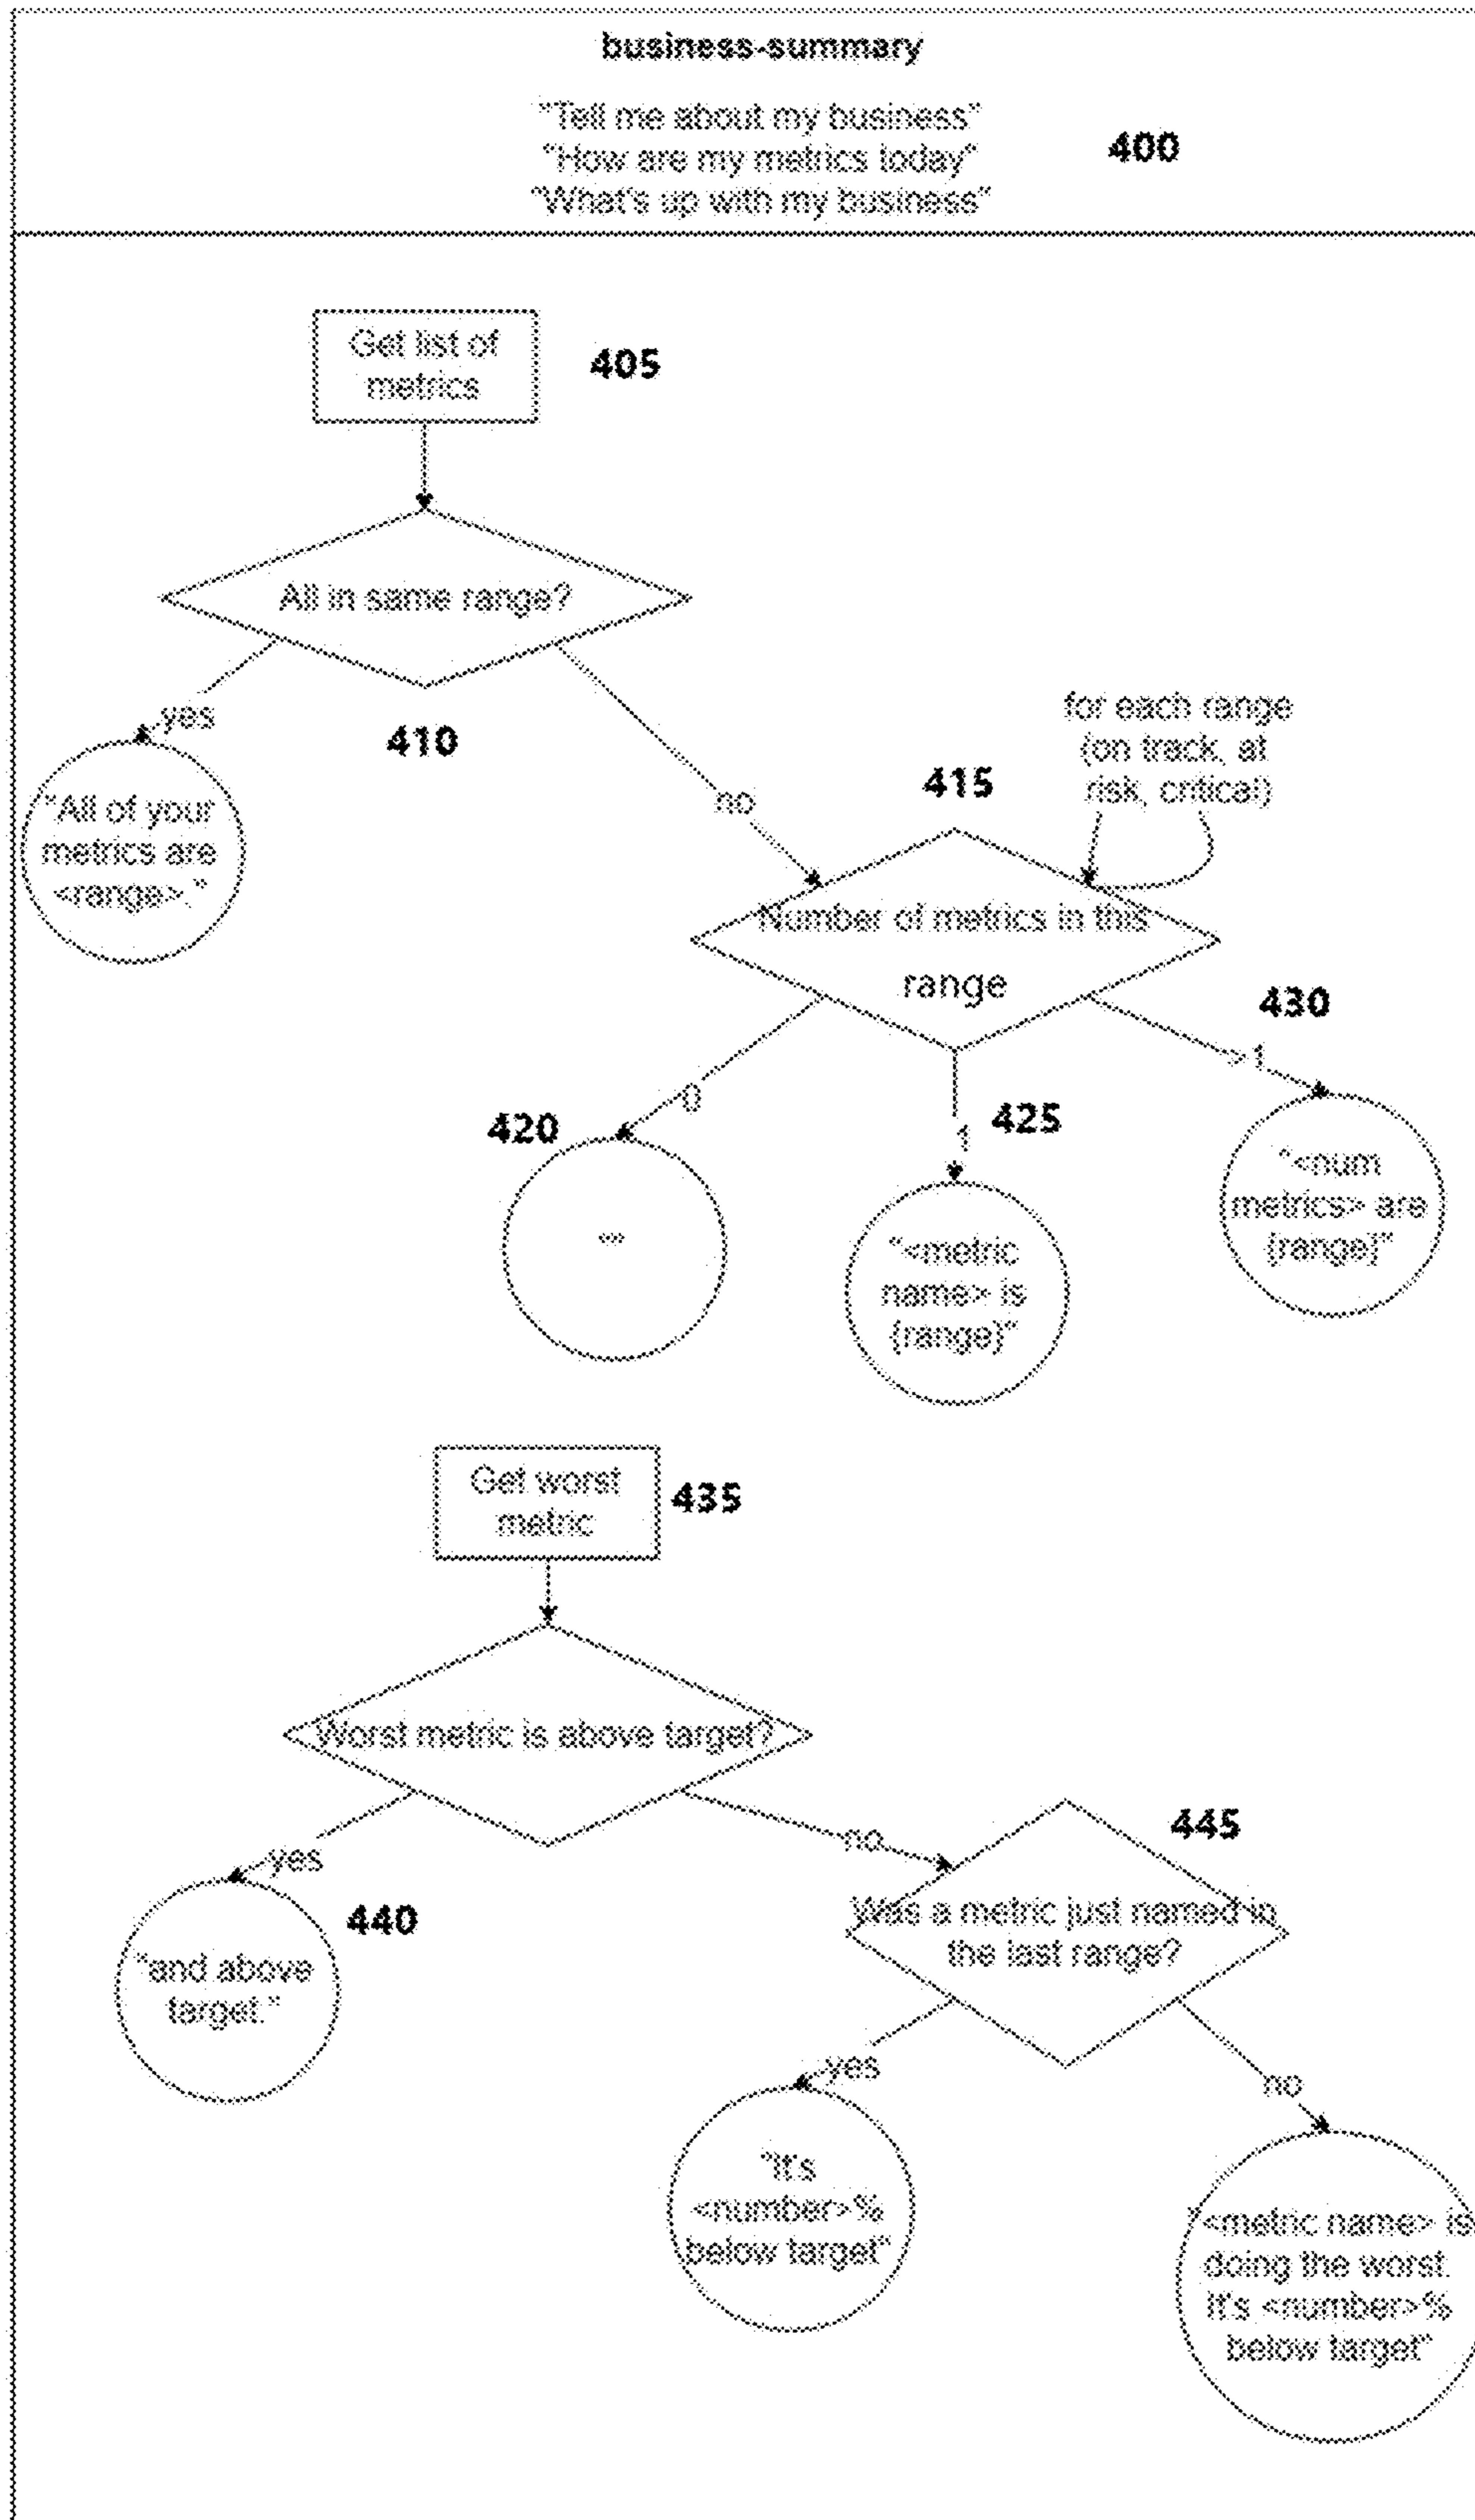 business-summary
"Tell me about my business"
"How are my metrics today"
"What's up with my business"
400
Get list of
metrics
405
All in same range?
yes
410
"All of your
metrics are
<range>."
no
for each range
(on track, at
risk, critical)
415
Number of metrics in this
range
430
>1
0
420
425
1
""
"<metric
name> is
{range}"
"<num
metrics> are
{range}"
Get worst
metric
435
Worst metric is above target?
yes
no
440
"and above
target."
445
Was a metric just named in
the last range?
yes
no
"It's
<number>%
below target"
"<metric name> is
doing the worst.
It's <number>%
below target"